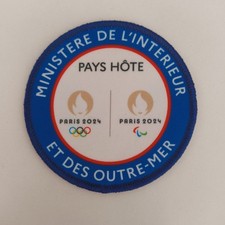 MINISTERE DE L'INTERIEUR
PAYS HÔTE
PARIS 2024
PARIS 2024
ET DES OUTRE-MER